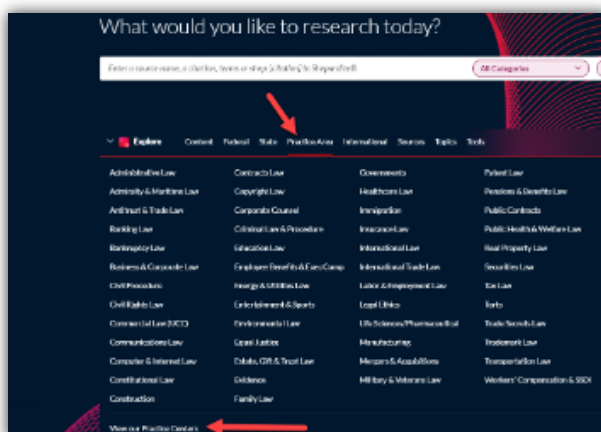 What would you like to research today?
Enter a source name, a citation, terms or shep: [citation] to Shepardize®
All Categories
Explore Content Federal State Practice Area International Sources Topics Tools
Administrative Law Contracts Law Governments Patent Law
Admiralty & Maritime Law Copyright Law Healthcare Law Pensions & Benefits Law
Antitrust & Trade Law Corporate Counsel Immigration Public Contracts
Banking Law Criminal Law & Procedure Insurance Law Public Health & Welfare Law
Bankruptcy Law Education Law International Law Real Property Law
Business & Corporate Law Employee Benefits & Exec Comp International Trade Law Securities Law
Civil Procedure Energy & Utilities Law Labor & Employment Law Tax Law
Civil Rights Law Entertainment & Sports Legal Ethics Torts
Commercial Law (UCC) Environmental Law Life Sciences/Pharmaceutical Trade Secrets Law
Communications Law Equal Justice Manufacturing Trademark Law
Computer & Internet Law Estate, Gift & Trust Law Mergers & Acquisitions Transportation Law
Constitutional Law Evidence Military & Veterans Law Workers' Compensation & SSDI
Construction Family Law
View our Practice Centers